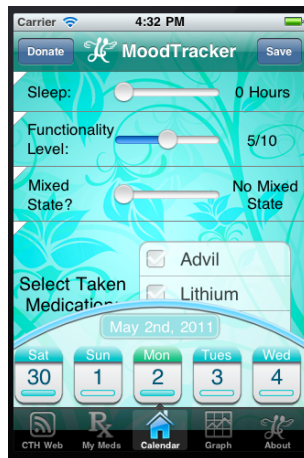 Carrier 4:32 PM
Donate MoodTracker Save
Sleep: 0 Hours
Functionality
Level: 5/10
Mixed
State? No Mixed
State
Advil
Select Taken
Medication: Lithium
May 2nd, 2011
Sat Sun Mon Tues Wed
30 1 2 3 4
CTH Web My Meds Calendar Graph About